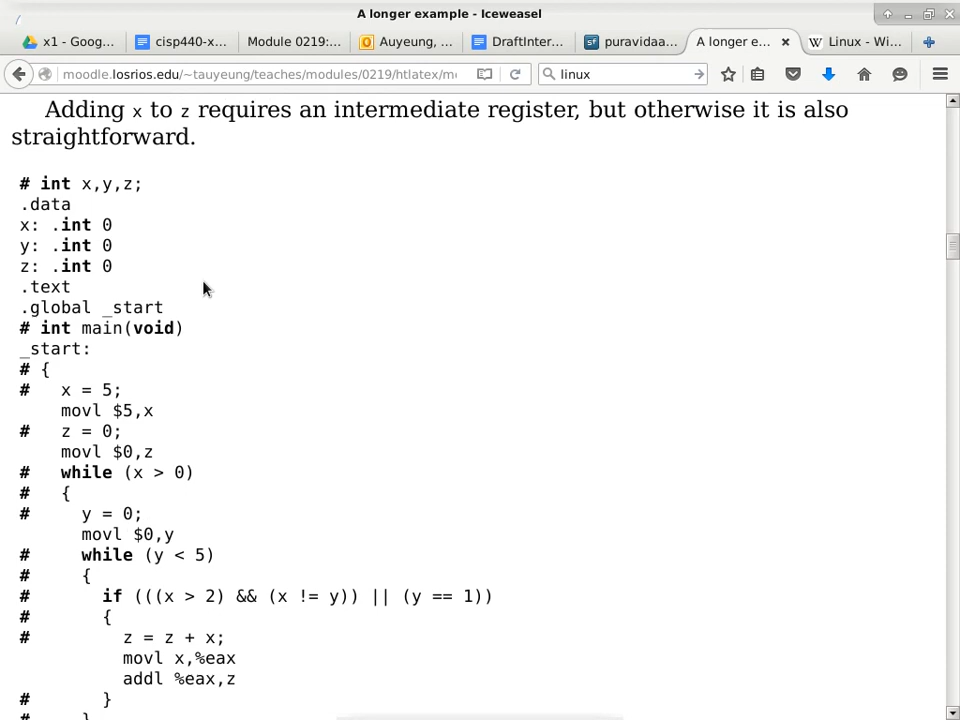 A longer example - Iceweasel
x1 - Goog...
cisp440-x...
Module 0219:...
Auyeung, ...
DraftInter...
puravidaa...
A longer e...
Linux - Wi...
moodle.losrios.edu/~tauyeung/teaches/modules/0219/htlatex/m
linux
Adding x to z requires an intermediate register, but otherwise it is also
straightforward.
# int x,y,z;
.data
x: .int 0
y: .int 0
z: .int 0
.text
.global _start
# int main(void)
_start:
# {
#   x = 5;
    movl $5,x
#   z = 0;
    movl $0,z
#   while (x > 0)
#   {
#     y = 0;
      movl $0,y
#     while (y < 5)
#     {
#       if (((x > 2) && (x != y)) || (y == 1))
#       {
#         z = z + x;
          movl x,%eax
          addl %eax,z
#       }
#     }